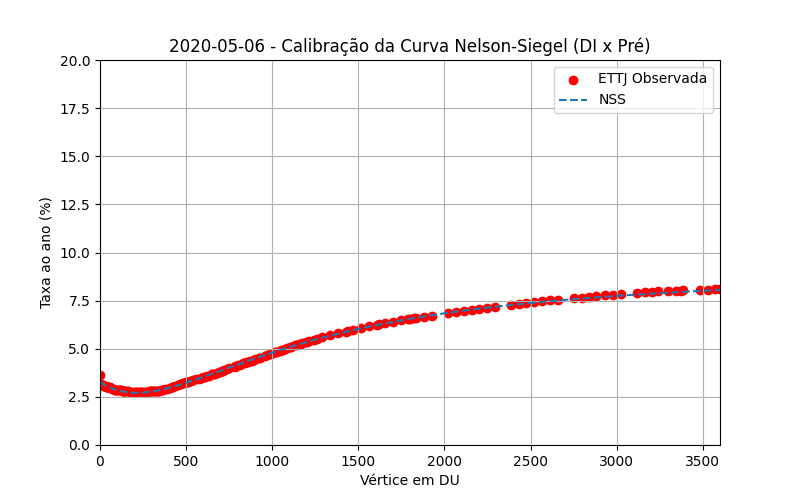 2020-05-06 - Calibração da Curva Nelson-Siegel (DI x Pré)
ETTJ Observada
NSS
Taxa ao ano (%)
20.0
17.5
15.0
12.5
10.0
7.5
5.0
2.5
0.0
0 500 1000 1500 2000 2500 3000 3500
Vértice em DU